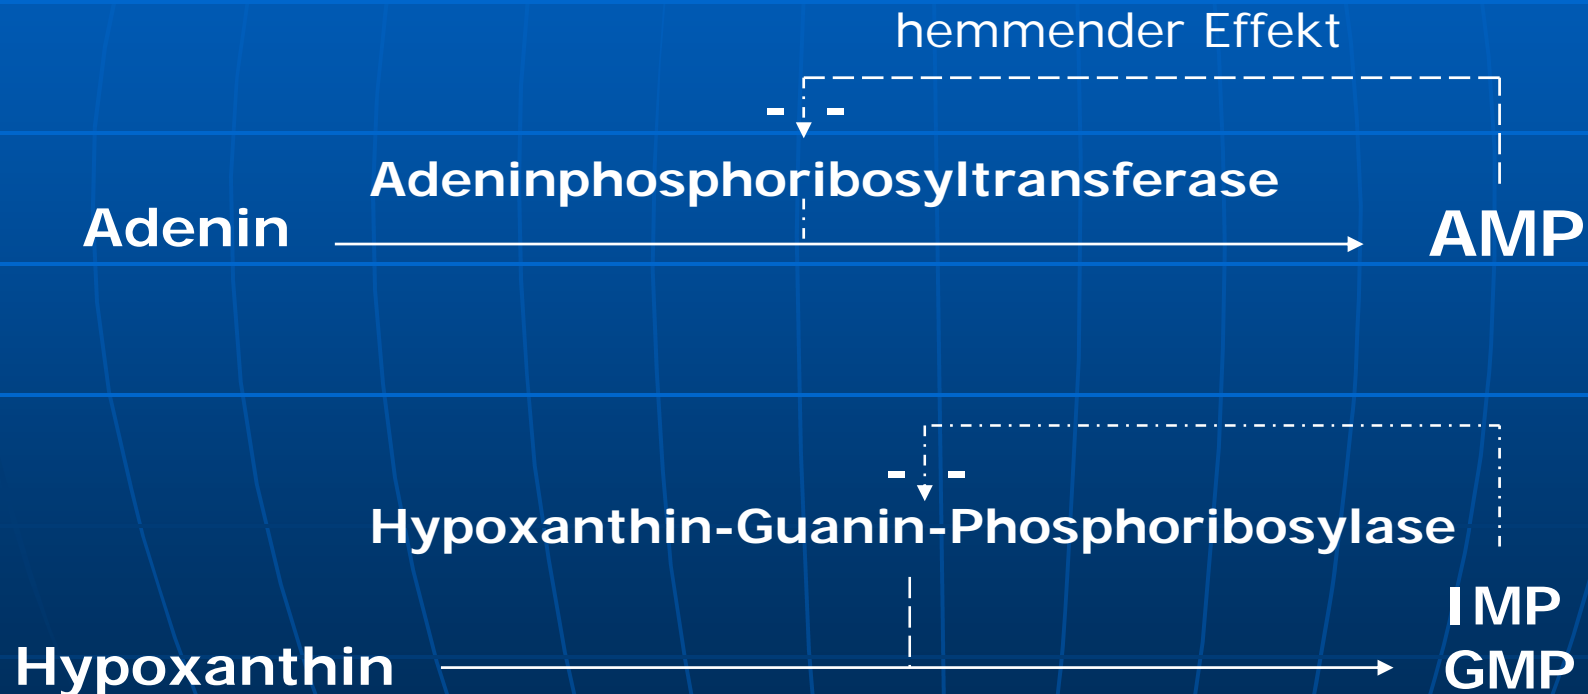 hemmender Effekt
- -
Adeninphosphoribosyltransferase
Adenin
AMP
- -
Hypoxanthin-Guanin-Phosphoribosylase
IMP
Hypoxanthin
GMP